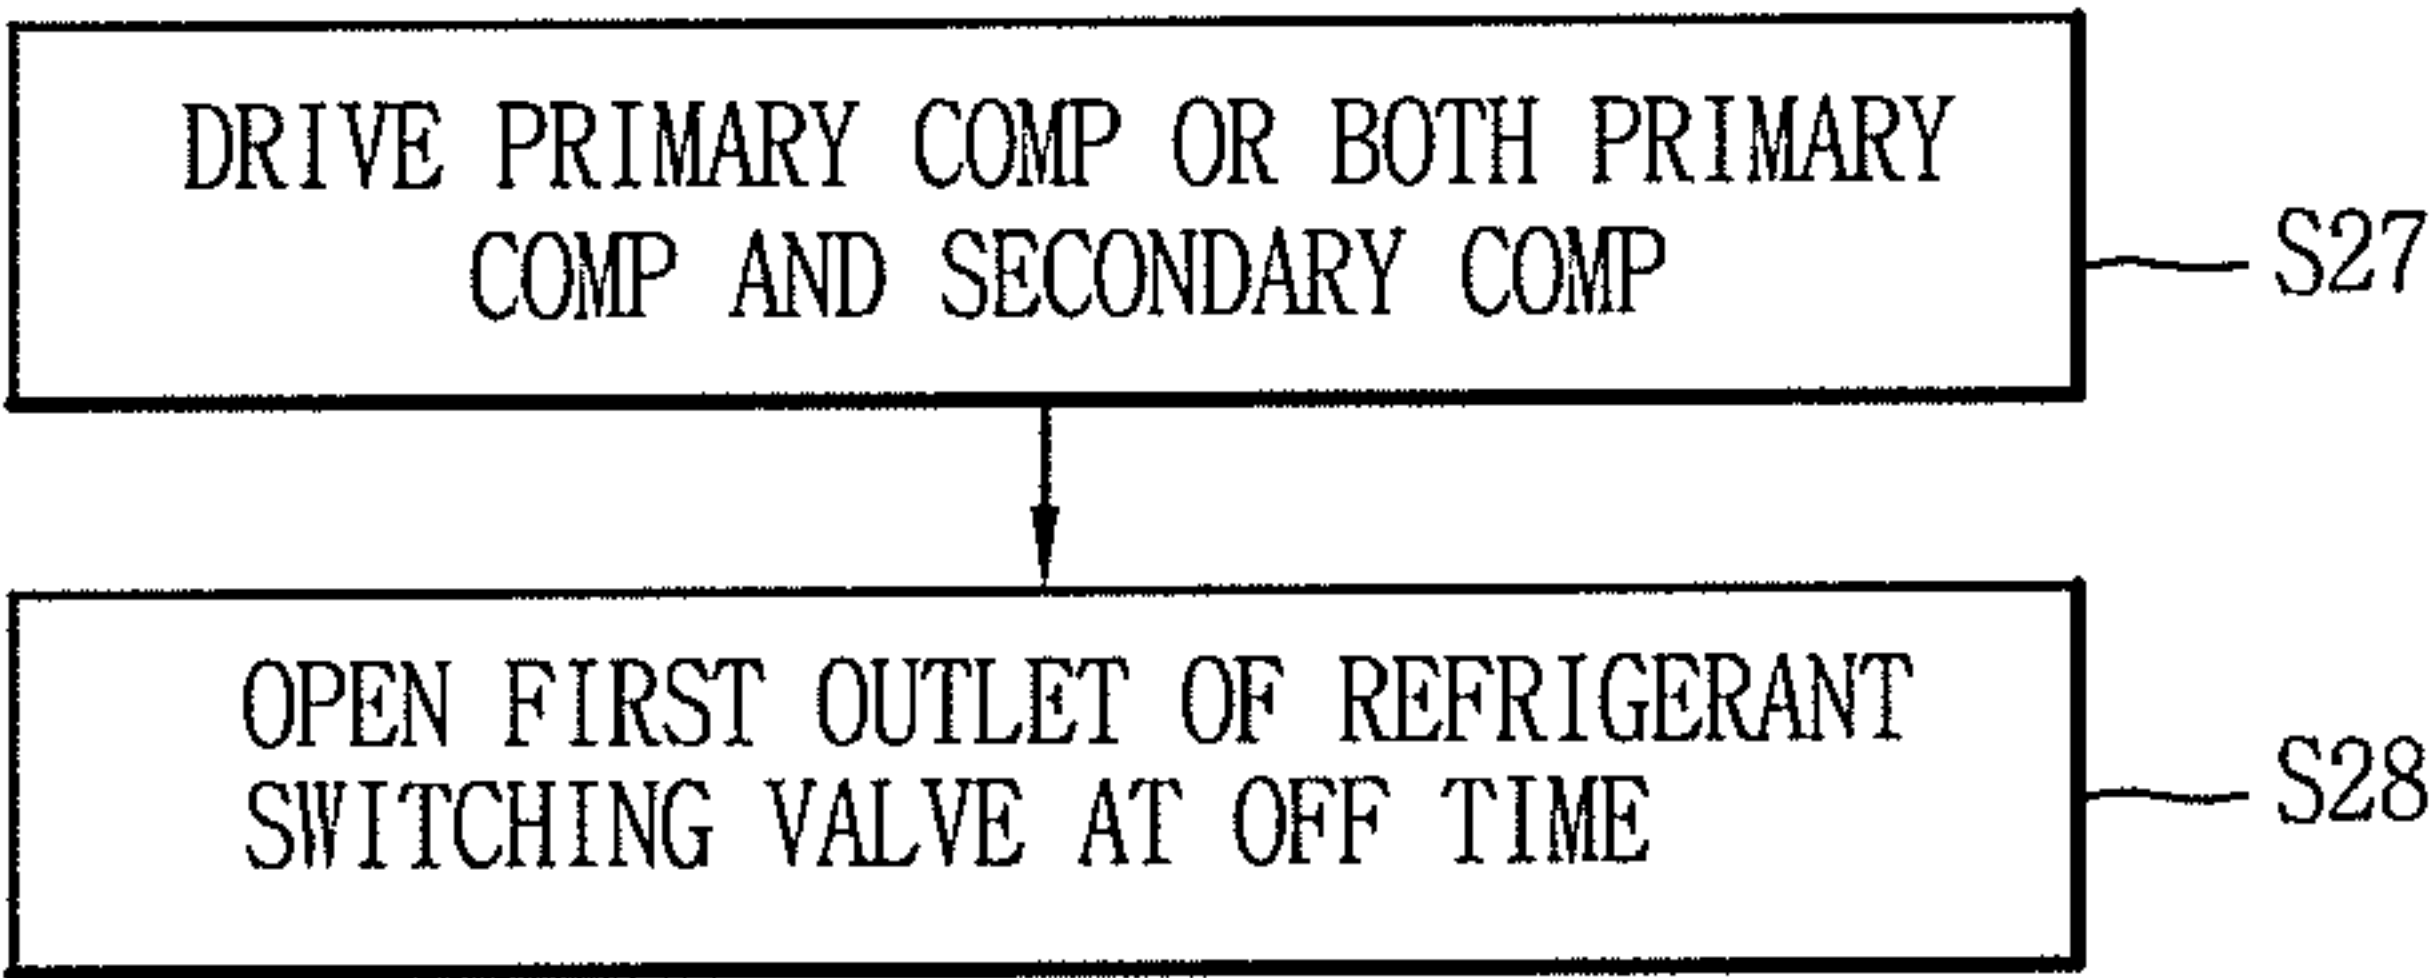 DRIVE PRIMARY COMP OR BOTH PRIMARY
COMP AND SECONDARY COMP
S27
OPEN FIRST OUTLET OF REFRIGERANT
SWITCHING VALVE AT OFF TIME
S28